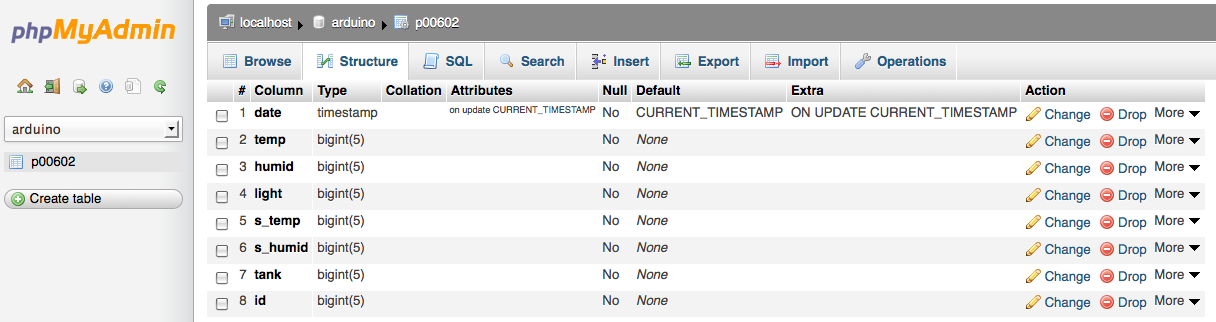 phpMyAdmin
arduino
p00602
Create table
localhost arduino p00602
Browse Structure SQL Search Insert Export Import Operations
# Column Type Collation Attributes Null Default Extra Action
1 date timestamp on update CURRENT_TIMESTAMP No CURRENT_TIMESTAMP ON UPDATE CURRENT_TIMESTAMP Change Drop More
2 temp bigint(5) No None Change Drop More
3 humid bigint(5) No None Change Drop More
4 light bigint(5) No None Change Drop More
5 s_temp bigint(5) No None Change Drop More
6 s_humid bigint(5) No None Change Drop More
7 tank bigint(5) No None Change Drop More
8 id bigint(5) No None Change Drop More